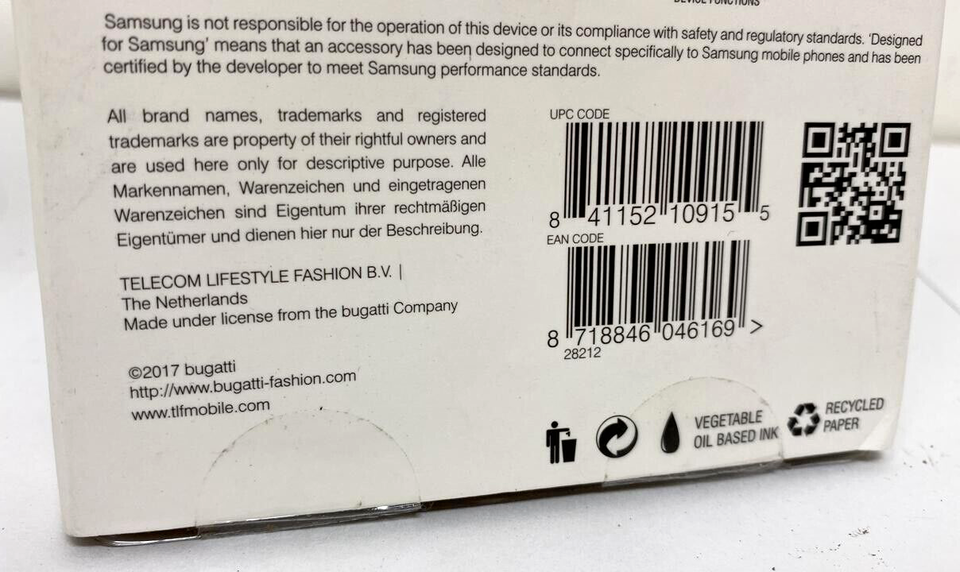 DEVICE FUNCTIONS
Samsung is not responsible for the operation of this device or its compliance with safety and regulatory standards. 'Designed
for Samsung' means that an accessory has been designed to connect specifically to Samsung mobile phones and has been
certified by the developer to meet Samsung performance standards.
All brand names, trademarks and registered
trademarks are property of their rightful owners and
are used here only for descriptive purpose. Alle
Markennamen, Warenzeichen und eingetragenen
Warenzeichen sind Eigentum ihrer rechtmäßigen
Eigentümer und dienen hier nur der Beschreibung.
TELECOM LIFESTYLE FASHION B.V. |
The Netherlands
Made under license from the bugatti Company
©2017 bugatti
http://www.bugatti-fashion.com
www.tlfmobile.com
UPC CODE
8 41152 10915 5
EAN CODE
8 718846 046169 >
28212
VEGETABLE
OIL BASED INK
RECYCLED
PAPER